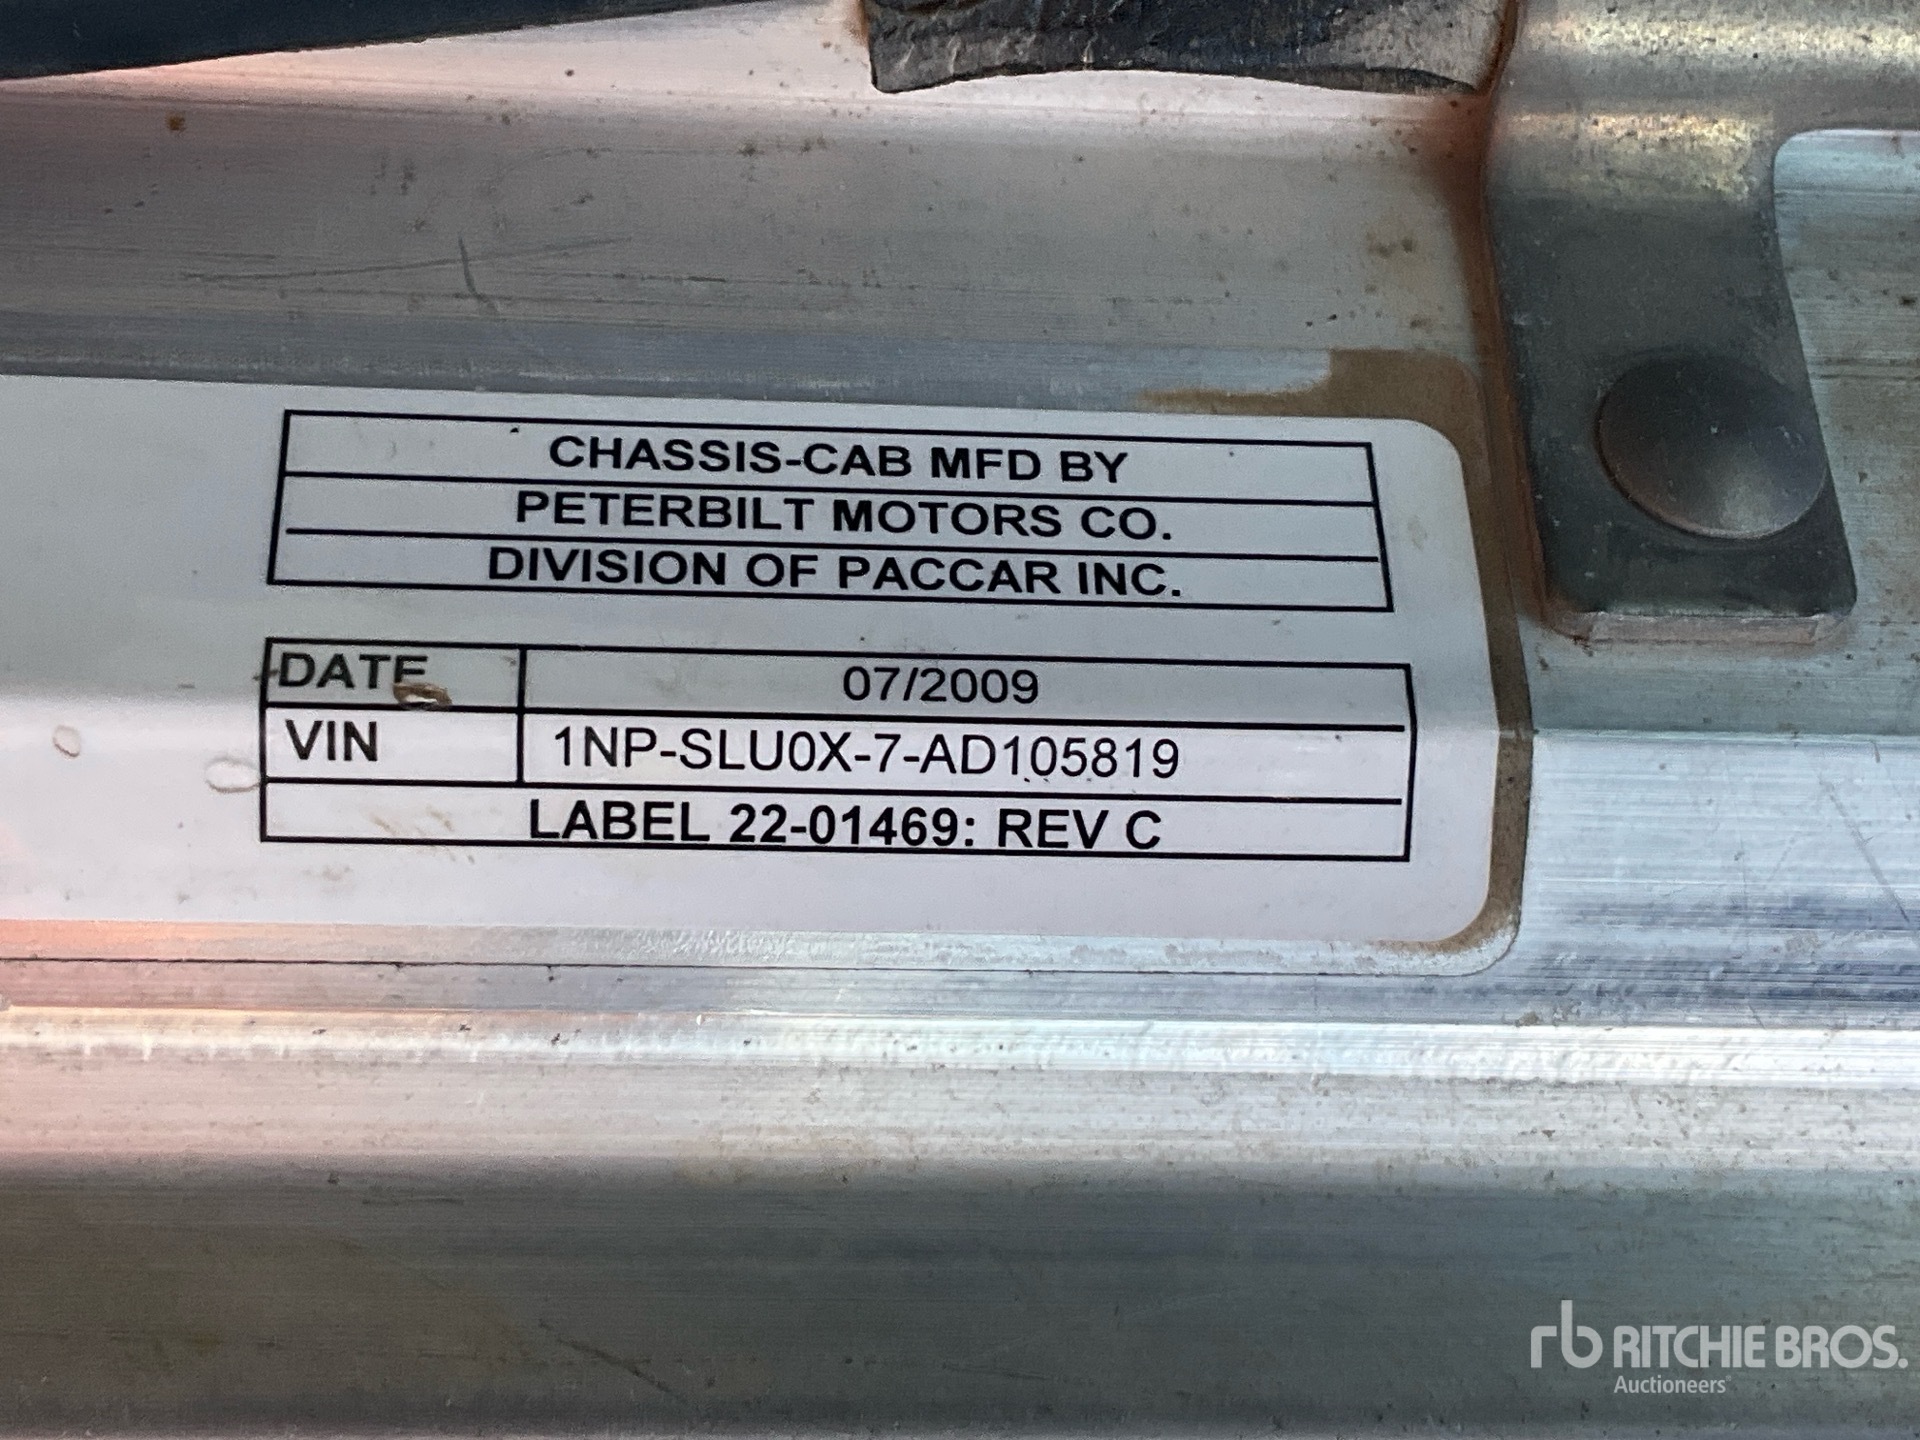 CHASSIS-CAB MFD BY
PETERBILT MOTORS CO.
DIVISION OF PACCAR INC.
DATE 07/2009
VIN 1NP-SLU0X-7-AD105819
LABEL 22-01469: REV C
rb RITCHIE BROS.
Auctioneers